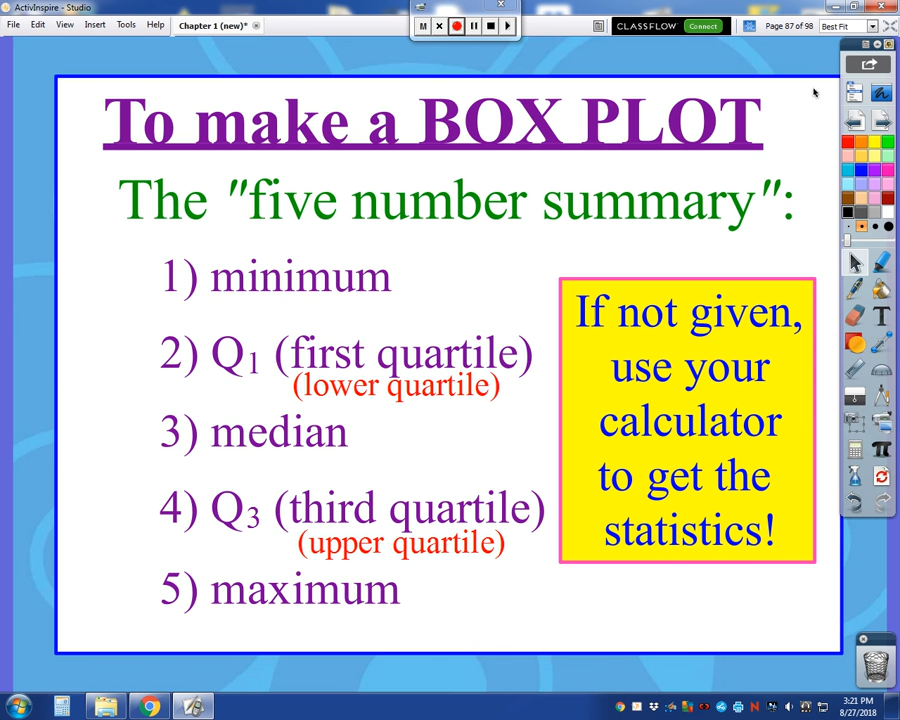 ActivInspire - Studio
File Edit View Insert Tools Help Chapter 1 (new)*
M
CLASSFLOW Connect
Page 87 of 98 Best Fit
To make a BOX PLOT
The "five number summary":
1) minimum
2) Q1 (first quartile)
(lower quartile)
3) median
4) Q3 (third quartile)
(upper quartile)
5) maximum
If not given,
use your
calculator
to get the
statistics!
3:21 PM
8/27/2018